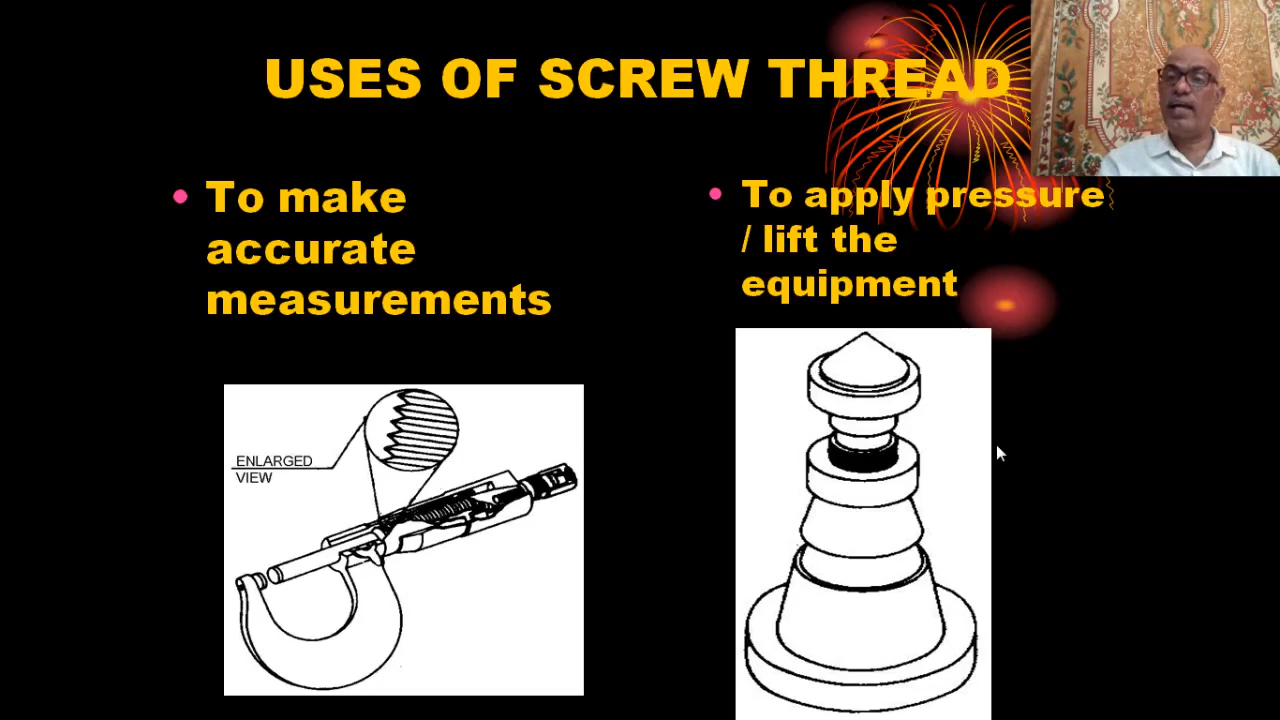 USES OF SCREW THREAD
• To make
accurate
measurements
• To apply pressure
/ lift the
equipment
ENLARGED
VIEW